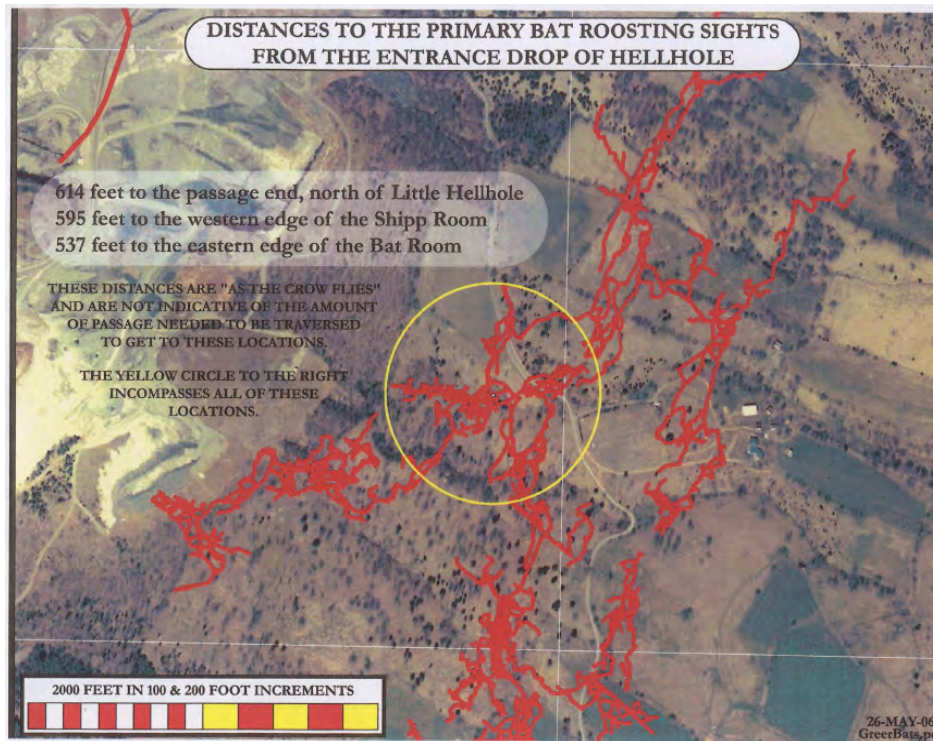 DISTANCES TO THE PRIMARY BAT ROOSTING SIGHTS
FROM THE ENTRANCE DROP OF HELLHOLE
614 feet to the passage end, north of Little Hellhole
595 feet to the western edge of the Shipp Room
537 feet to the eastern edge of the Bat Room
THESE DISTANCES ARE "AS THE CROW FLIES"
AND ARE NOT INDICATIVE OF THE AMOUNT
OF PASSAGE NEEDED TO BE TRAVERSED
TO GET TO THESE LOCATIONS.
THE YELLOW CIRCLE TO THE RIGHT
INCOMPASSES ALL OF THESE
LOCATIONS.
2000 FEET IN 100 & 200 FOOT INCREMENTS
26-MAY-06